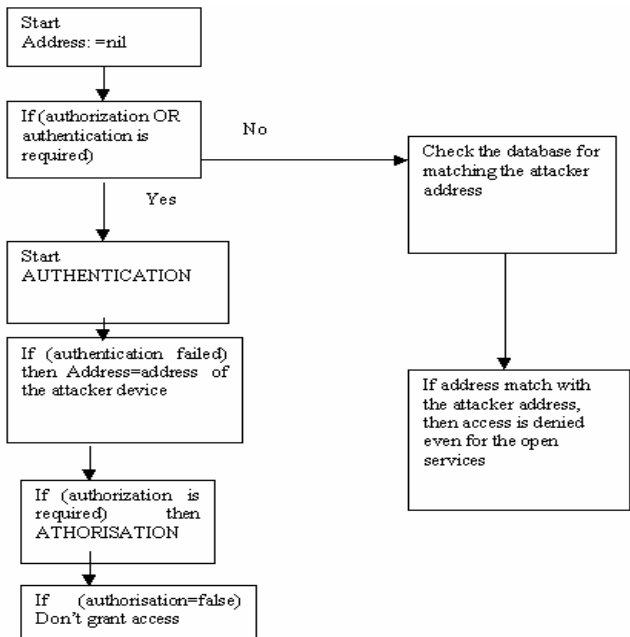 Start
Address: =nil
If (authorization OR
authentication is
required)
No
Check the database for
matching the attacker
address
Yes
Start
AUTHENTICATION
If (authentication failed)
then Address=address of
the attacker device
If address match with
the attacker address,
then access is denied
even for the open
services
If (authorization is
required) then
ATHORISATION
If (authorisation=false)
Don't grant access